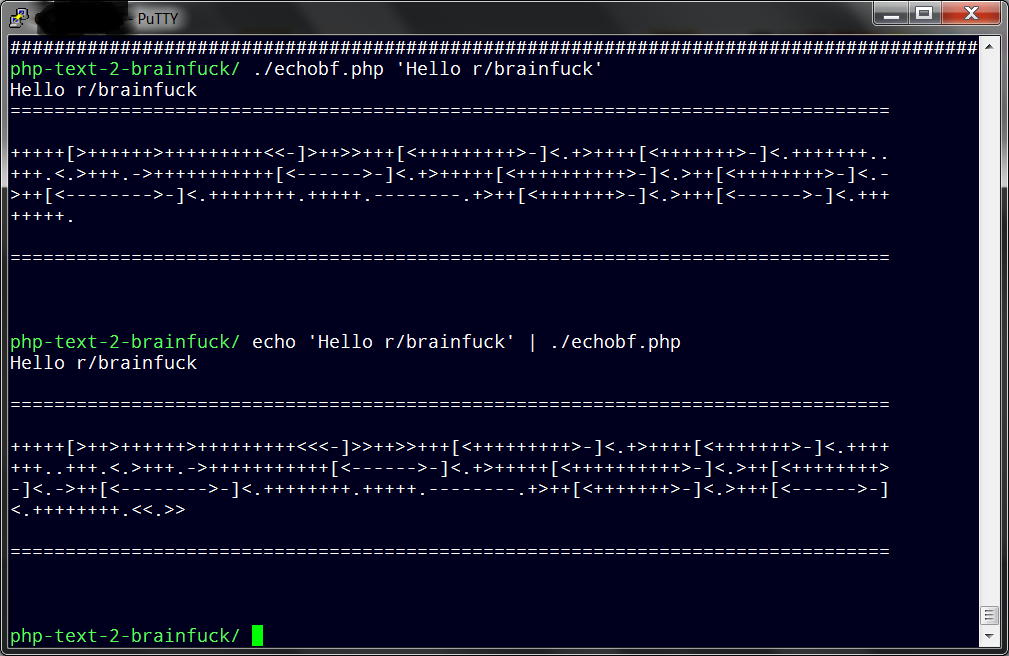 ########################################################################################
php-text-2-brainfuck/ ./echobf.php 'Hello r/brainfuck'
Hello r/brainfuck
================================================================================
+++++[>++++++>+++++++++<<-]>++>>+++[<+++++++++>-]<.+>++++[<+++++++>-]<.+++++++..
+++.<.>+++.->+++++++++++[<------>-]<.+>+++++[<++++++++++>-]<.>++[<++++++++>-]<.-
>++[<-------->-]<.++++++++.+++++.--------.+>++[<+++++++>-]<.>+++[<------>-]<.+++
+++++.
================================================================================
php-text-2-brainfuck/ echo 'Hello r/brainfuck' | ./echobf.php
Hello r/brainfuck
================================================================================
+++++[>++>++++++>+++++++++<<<-]>>++>>+++[<+++++++++>-]<.+>++++[<+++++++>-]<.++++
+++..+++.<.>+++.->+++++++++++[<------>-]<.+>+++++[<++++++++++>-]<.>++[<++++++++>
-]<.->++[<-------->-]<.++++++++.+++++.--------.+>++[<+++++++>-]<.>+++[<------>-]
<.++++++++.<<.>>
================================================================================
php-text-2-brainfuck/
- PuTTY